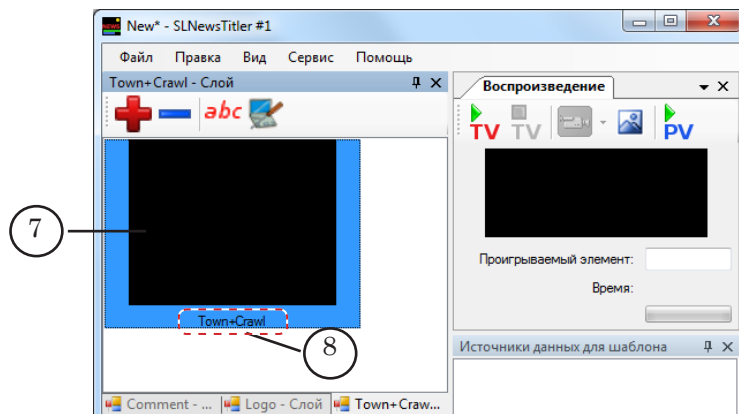 NEWS New* - SLNewsTitler #1
Файл Правка Вид Сервис Помощь
Town+Crawl - Слой
abc
Воспроизведение
TV TV PV
7
Проигрываемый элемент:
Время:
Town+Crawl
8
Источники данных для шаблона
Comment - ... Logo - Слой Town+Craw...